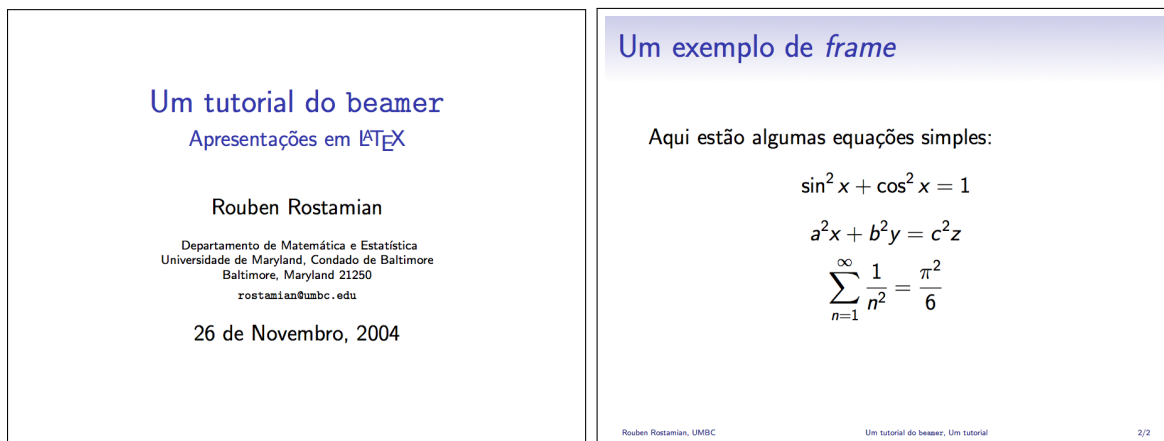 Um tutorial do beamer
Apresentações em LATEX
Rouben Rostamian
Departamento de Matemática e Estatística
Universidade de Maryland, Condado de Baltimore
Baltimore, Maryland 21250
rostamian@umbc.edu
26 de Novembro, 2004
Um exemplo de frame
Aqui estão algumas equações simples:
sin² x + cos² x = 1
a²x + b²y = c²z
∑_{n=1}^{∞} 1/n² = π²/6
Rouben Rostamian, UMBC Um tutorial do beamer, Um tutorial 2/2